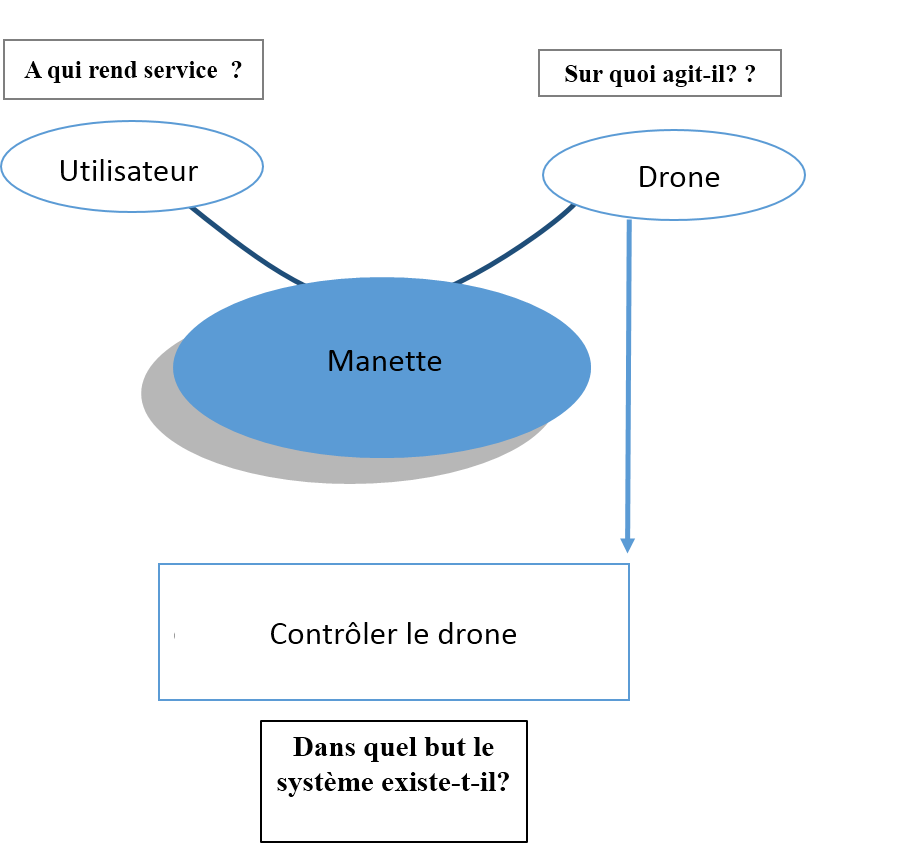 A qui rend service ?
Sur quoi agit-il? ?
Utilisateur
Drone
Manette
Contrôler le drone
Dans quel but le
système existe-t-il?